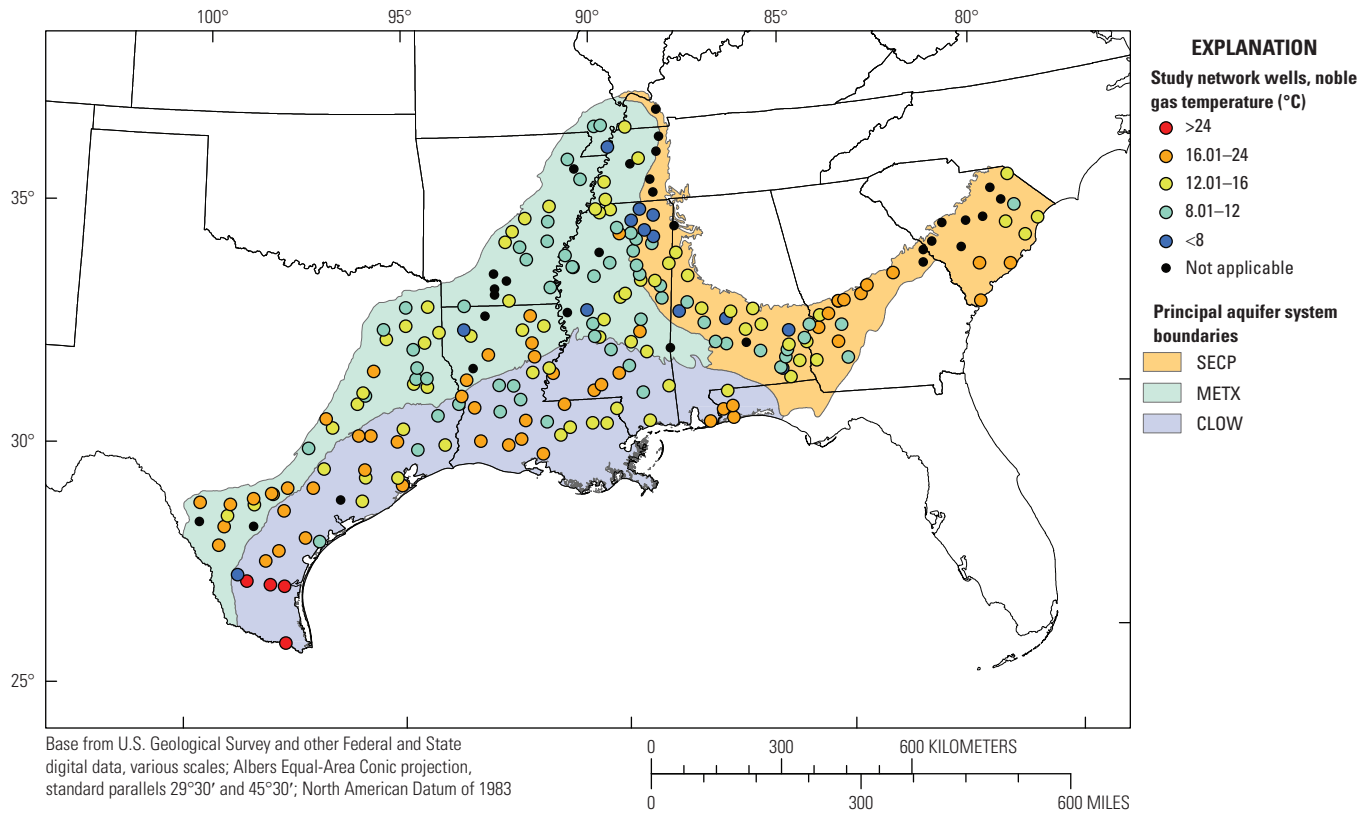 100° 95° 90° 85° 80°
35°
30°
25°
EXPLANATION
Study network wells, noble
gas temperature (°C)
>24
16.01–24
12.01–16
8.01–12
<8
Not applicable
Principal aquifer system
boundaries
SECP
METX
CLOW
Base from U.S. Geological Survey and other Federal and State
digital data, various scales; Albers Equal-Area Conic projection,
standard parallels 29°30′ and 45°30′; North American Datum of 1983
0 300 600 KILOMETERS
0 300 600 MILES